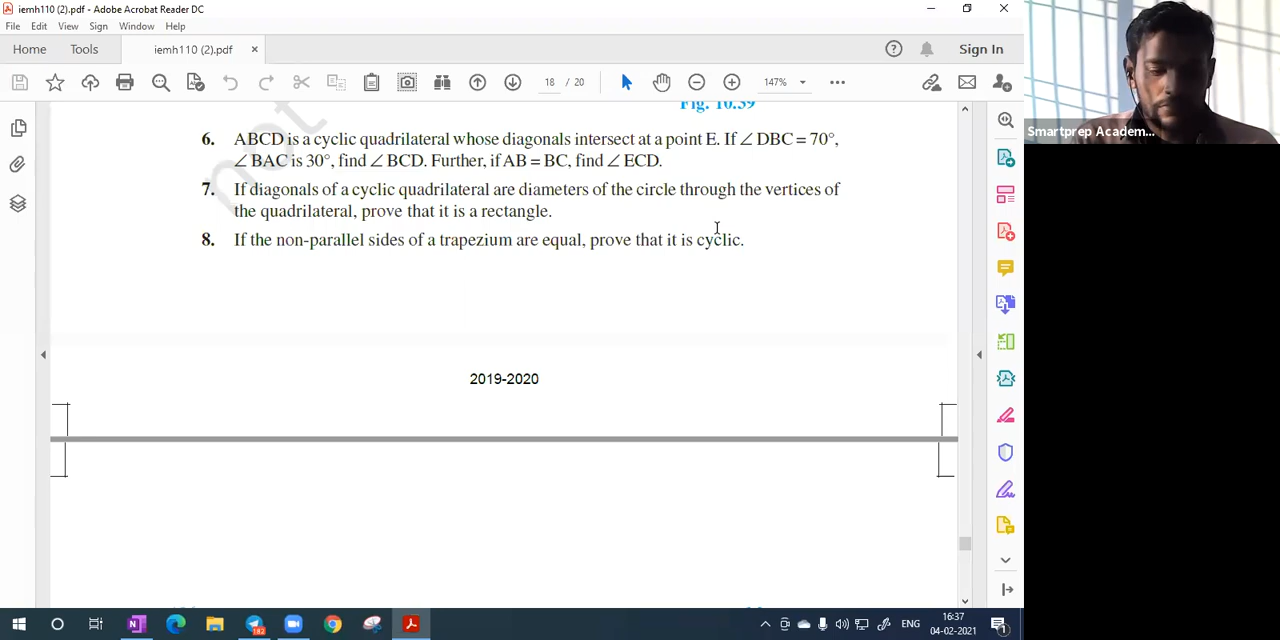 iemh110 (2).pdf - Adobe Acrobat Reader DC
File Edit View Sign Window Help
Home Tools iemh110 (2).pdf × Sign In
18 / 20 147%
Smartprep Academ...
not
Fig. 10.39
6. ABCD is a cyclic quadrilateral whose diagonals intersect at a point E. If ∠ DBC = 70°,
∠ BAC is 30°, find ∠ BCD. Further, if AB = BC, find ∠ ECD.
7. If diagonals of a cyclic quadrilateral are diameters of the circle through the vertices of
the quadrilateral, prove that it is a rectangle.
8. If the non-parallel sides of a trapezium are equal, prove that it is cyclic.
2019-2020
182
ENG
16:37
04-02-2021